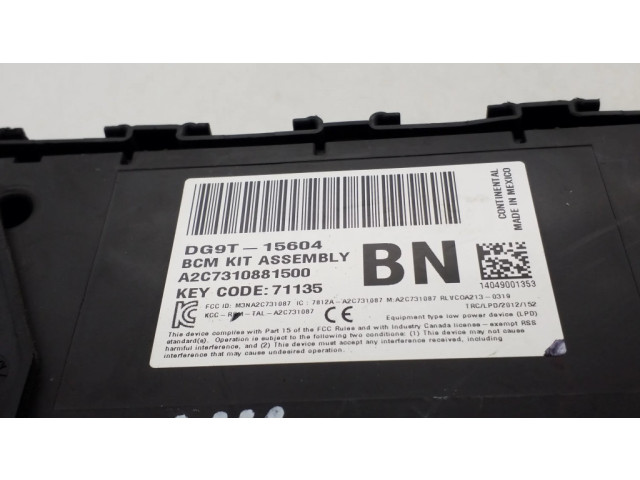 DG9T-15604
BCM KIT ASSEMBLY
A2C7310881500
KEY CODE: 71135
BN
CONTINENTAL
MADE IN MEXICO
14049001353
FCC ID: M3NA2C731087 IC: 7812A-A2C731087 M:A2C731087 RLVCOA213-0319
KCC- -TAL-A2C731087
TRC/LPD/2012/152
Equipment type low power device (LPD)
This device complies with Part 15 of the FCC Rules and with Industry Canada license-exempt RSS
standard(s). Operation is subject to the following two conditions: (1) This device may not cause
harmful interference, and (2) This device must accept any interference received, including
interference that may cause undesired operation.